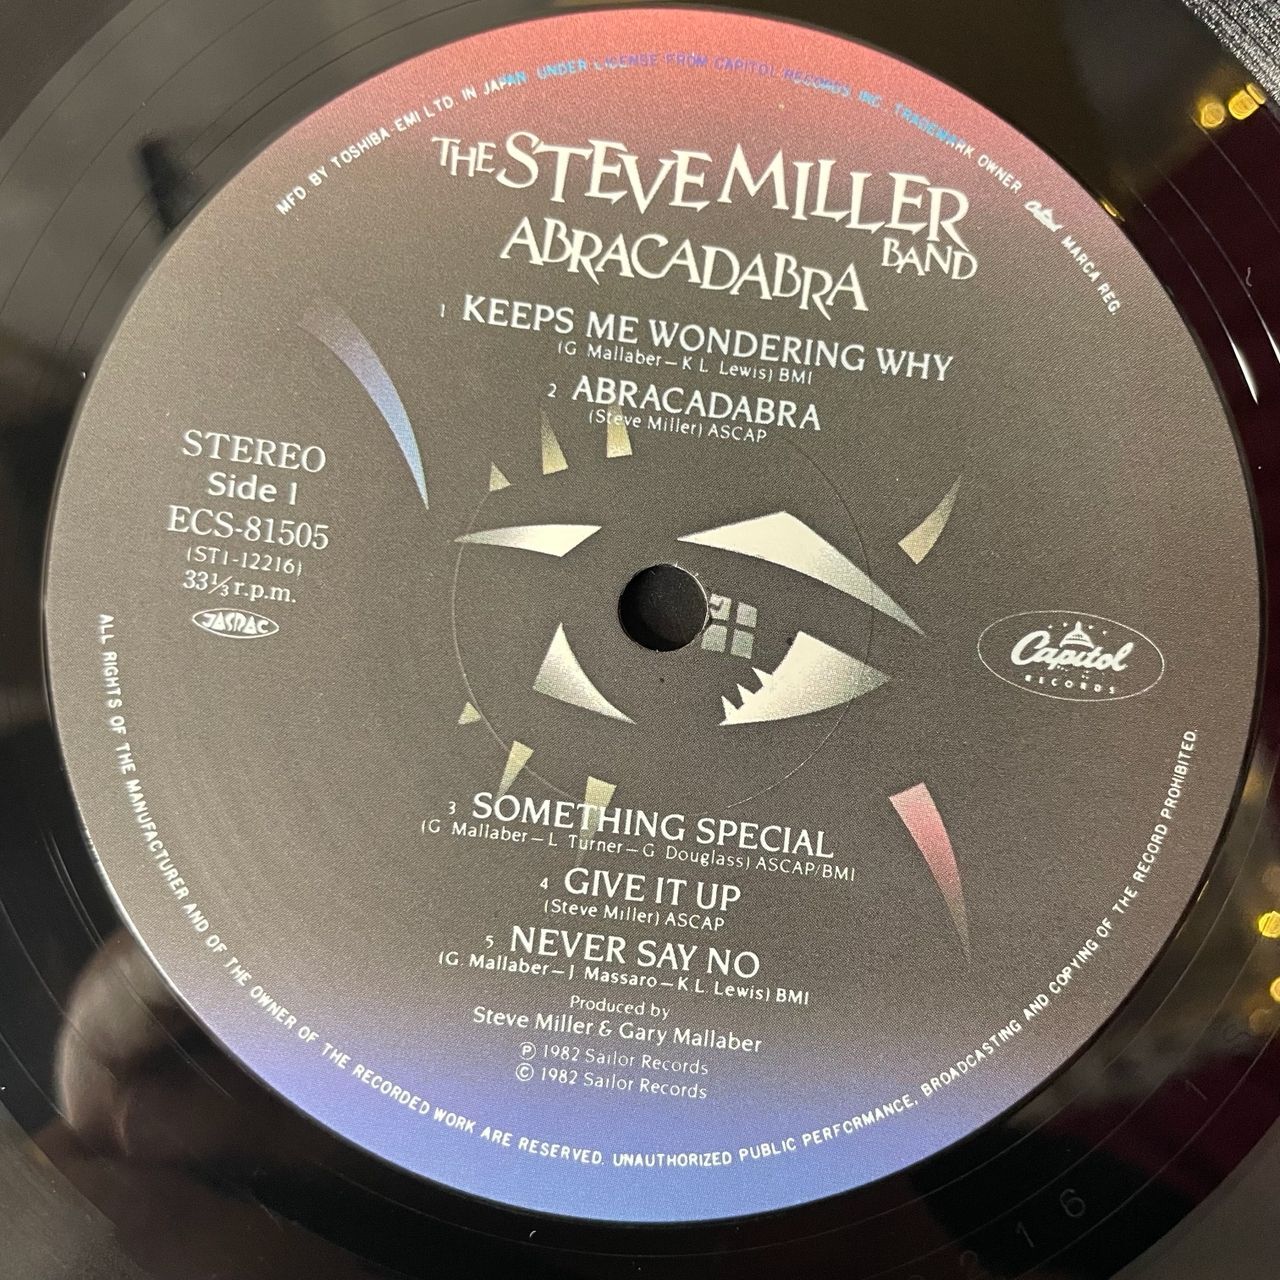 MFD. BY TOSHIBA-EMI LTD. IN JAPAN UNDER LICENSE FROM CAPITOL RECORDS INC. TRADEMARK OWNER Capitol MARCA REG.
THE STEVE MILLER BAND
ABRACADABRA
1 KEEPS ME WONDERING WHY
(G. Mallaber–K.L. Lewis) BMI
2 ABRACADABRA
(Steve Miller) ASCAP
STEREO
Side 1
ECS-81505
(ST1-12216)
33⅓ r.p.m.
JASRAC
Capitol
RECORDS
3 SOMETHING SPECIAL
(G. Mallaber–L. Turner–G. Douglass) ASCAP/BMI
4 GIVE IT UP
(Steve Miller) ASCAP
5 NEVER SAY NO
(G. Mallaber–J. Massaro–K.L. Lewis) BMI
Produced by
Steve Miller & Gary Mallaber
Ⓟ 1982 Sailor Records
© 1982 Sailor Records
ALL RIGHTS OF THE MANUFACTURER AND OF THE OWNER OF THE RECORDED WORK ARE RESERVED. UNAUTHORIZED PUBLIC PERFORMANCE, BROADCASTING AND COPYING OF THE RECORD PROHIBITED.
1 6